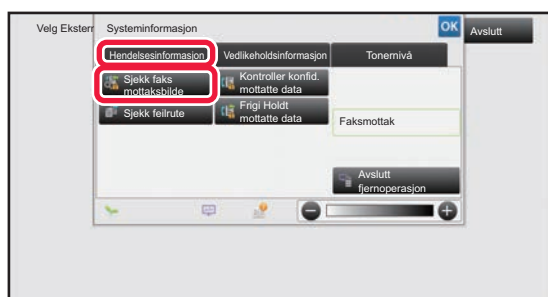 Velg Ekstern
Systeminformasjon
OK
Avslutt
Hendelsesinformasjon
Vedlikeholdsinformasjon
Tonernivå
Sjekk faks
mottaksbilde
Kontroller konfid.
mottatte data
Sjekk feilrute
Frigi Holdt
mottatte data
Faksmottak
Avslutt
fjernoperasjon